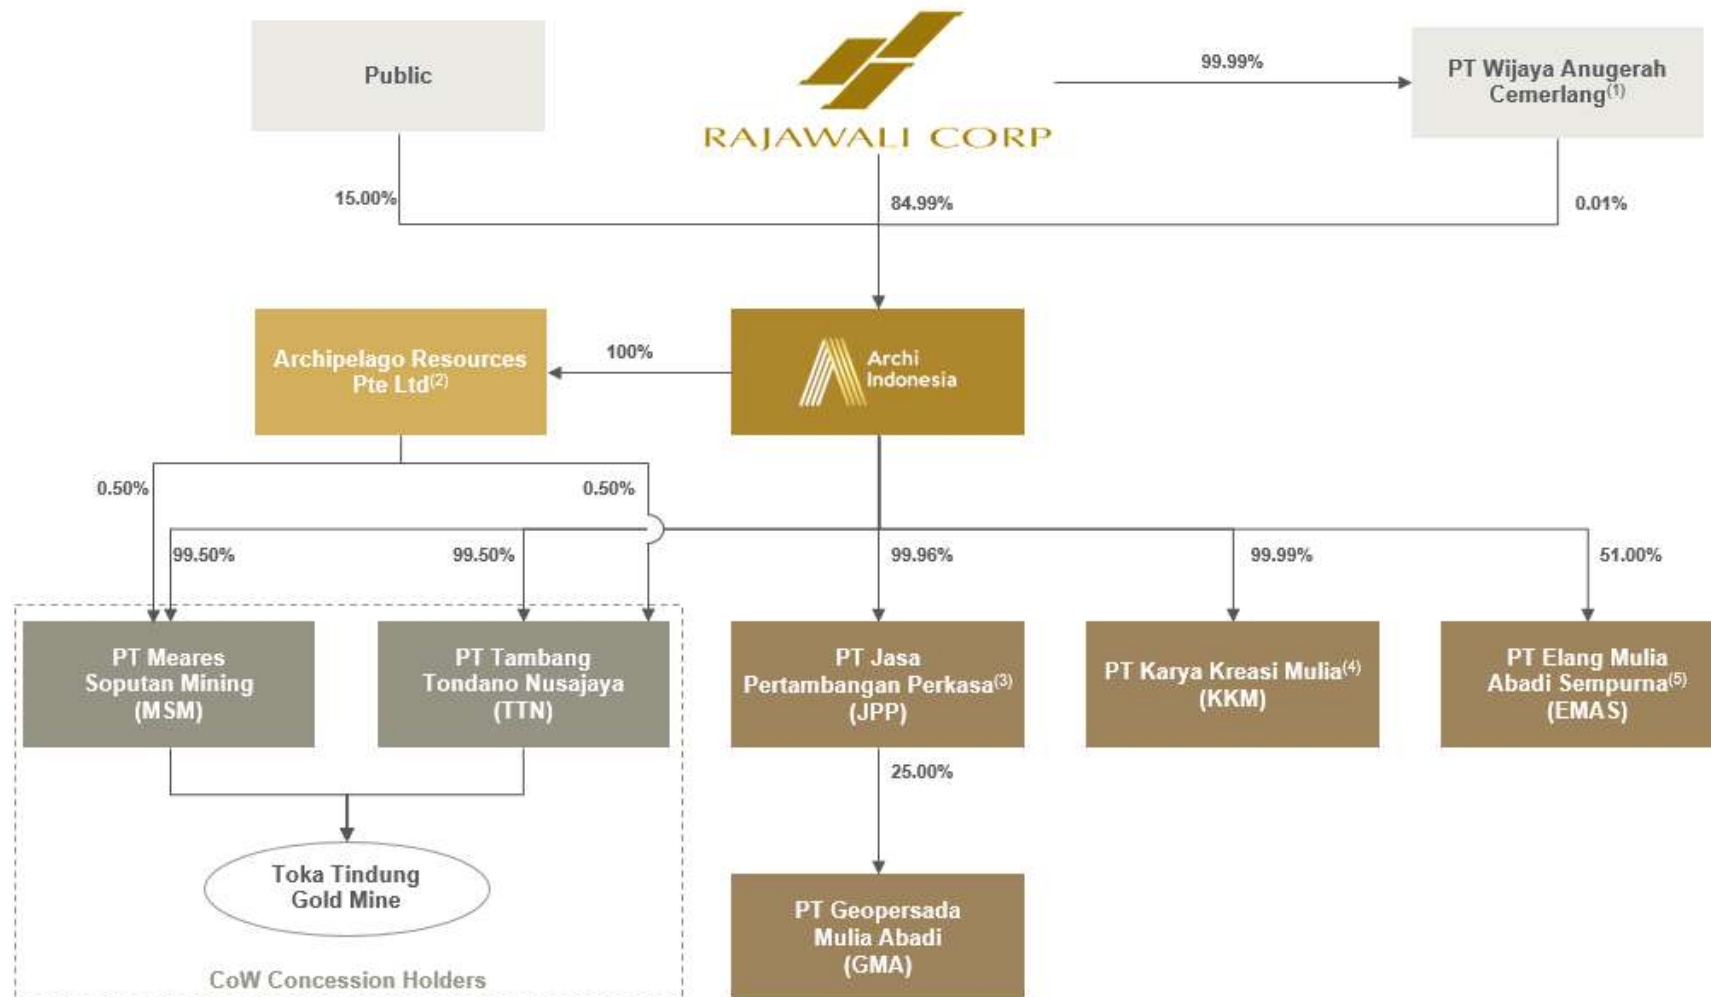 Public
RAJAWALI CORP
99.99%
PT Wijaya Anugerah
Cemerlang(1)
15.00%
84.99%
0.01%
Archipelago Resources
Pte Ltd(2)
100%
Archi
Indonesia
0.50%
0.50%
99.50%
99.50%
99.96%
99.99%
51.00%
PT Meares
Soputan Mining
(MSM)
PT Tambang
Tondano Nusajaya
(TTN)
PT Jasa
Pertambangan Perkasa(3)
(JPP)
PT Karya Kreasi Mulia(4)
(KKM)
PT Elang Mulia
Abadi Sempurna(5)
(EMAS)
25.00%
Toka Tindung
Gold Mine
PT Geopersada
Mulia Abadi
(GMA)
CoW Concession Holders